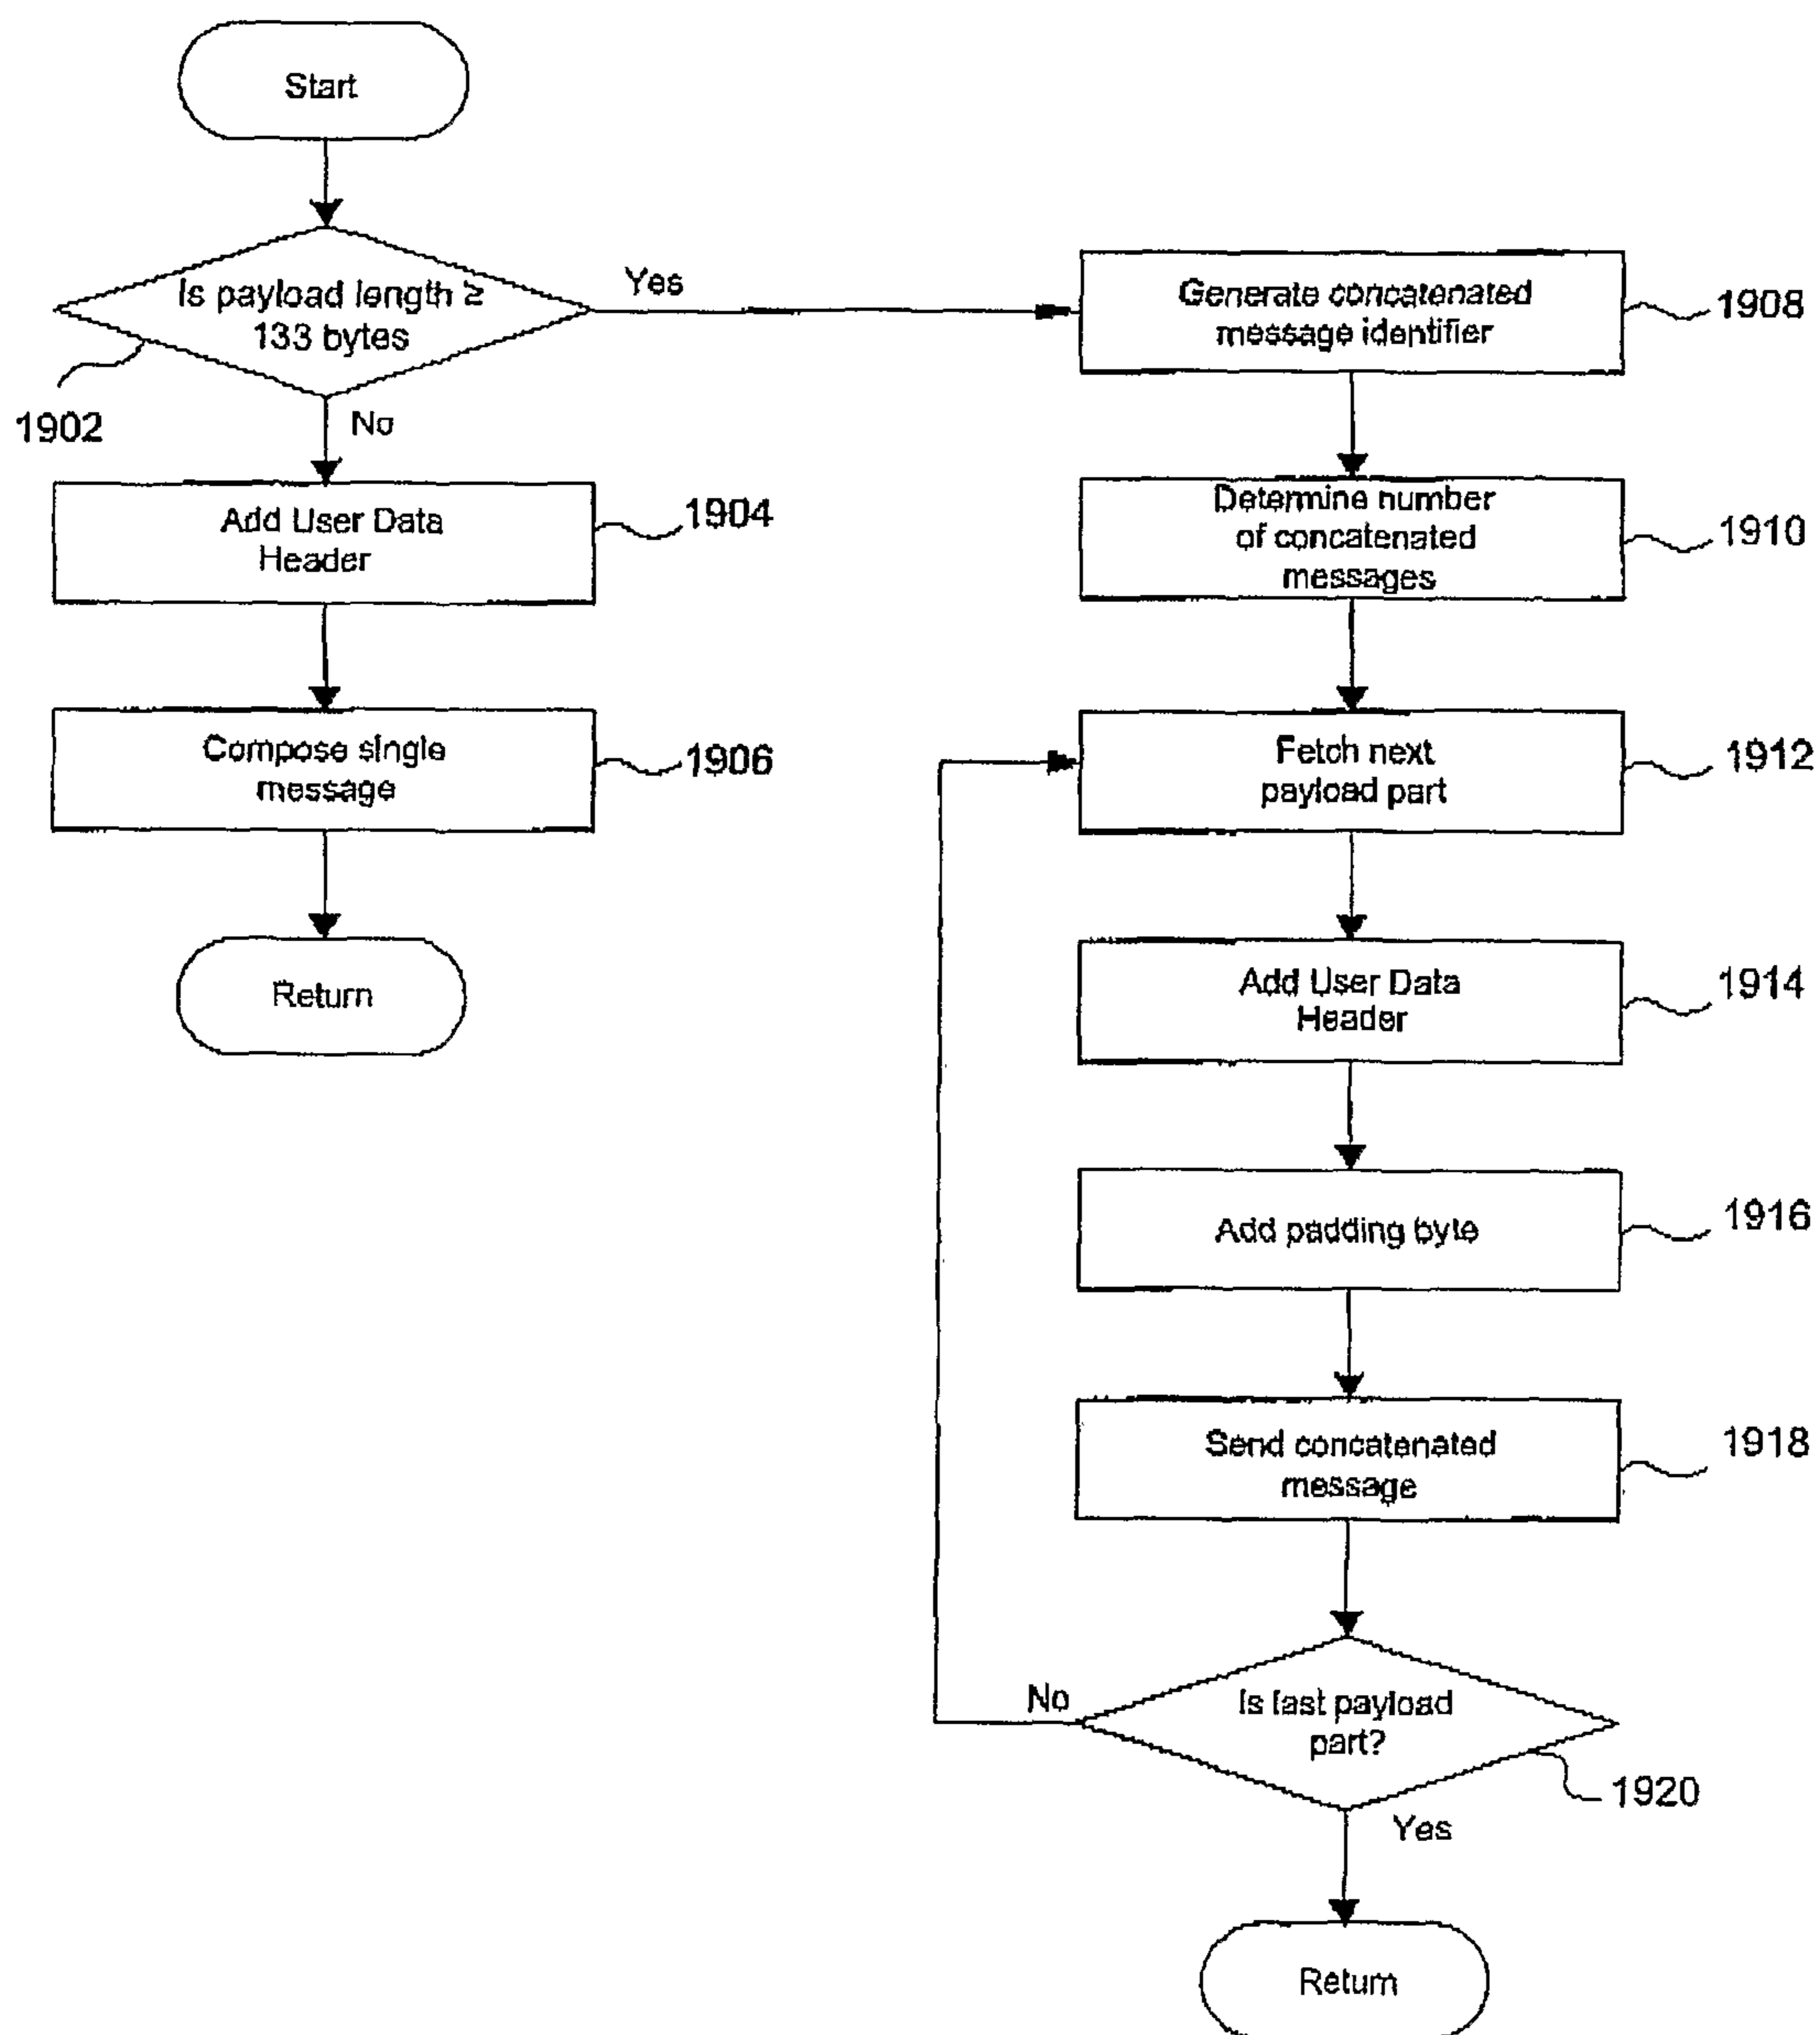 Start
Is payload length ≥
133 bytes
Yes
No
1902
Add User Data
Header
1904
Compose single
message
1906
Return
Generate concatenated
message identifier
1908
Determine number
of concatenated
messages
1910
Fetch next
payload part
1912
Add User Data
Header
1914
Add padding byte
1916
Send concatenated
message
1918
Is last payload
part?
No
1920
Yes
Return